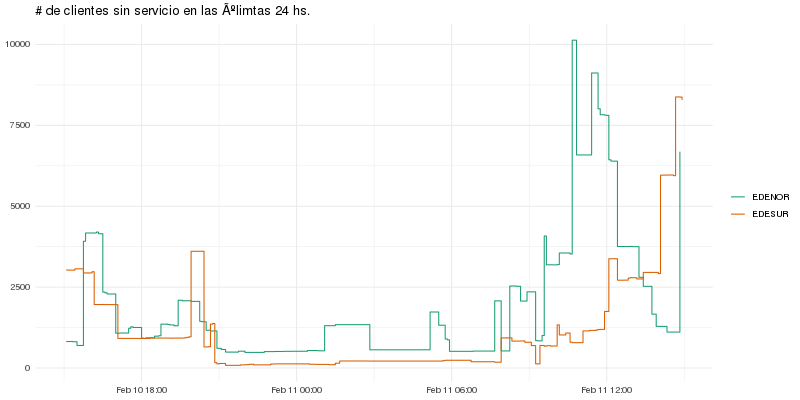 # de clientes sin servicio en las Ãºlimtas 24 hs.
10000
7500
5000
2500
0
Feb 10 18:00
Feb 11 00:00
Feb 11 06:00
Feb 11 12:00
EDENOR
EDESUR